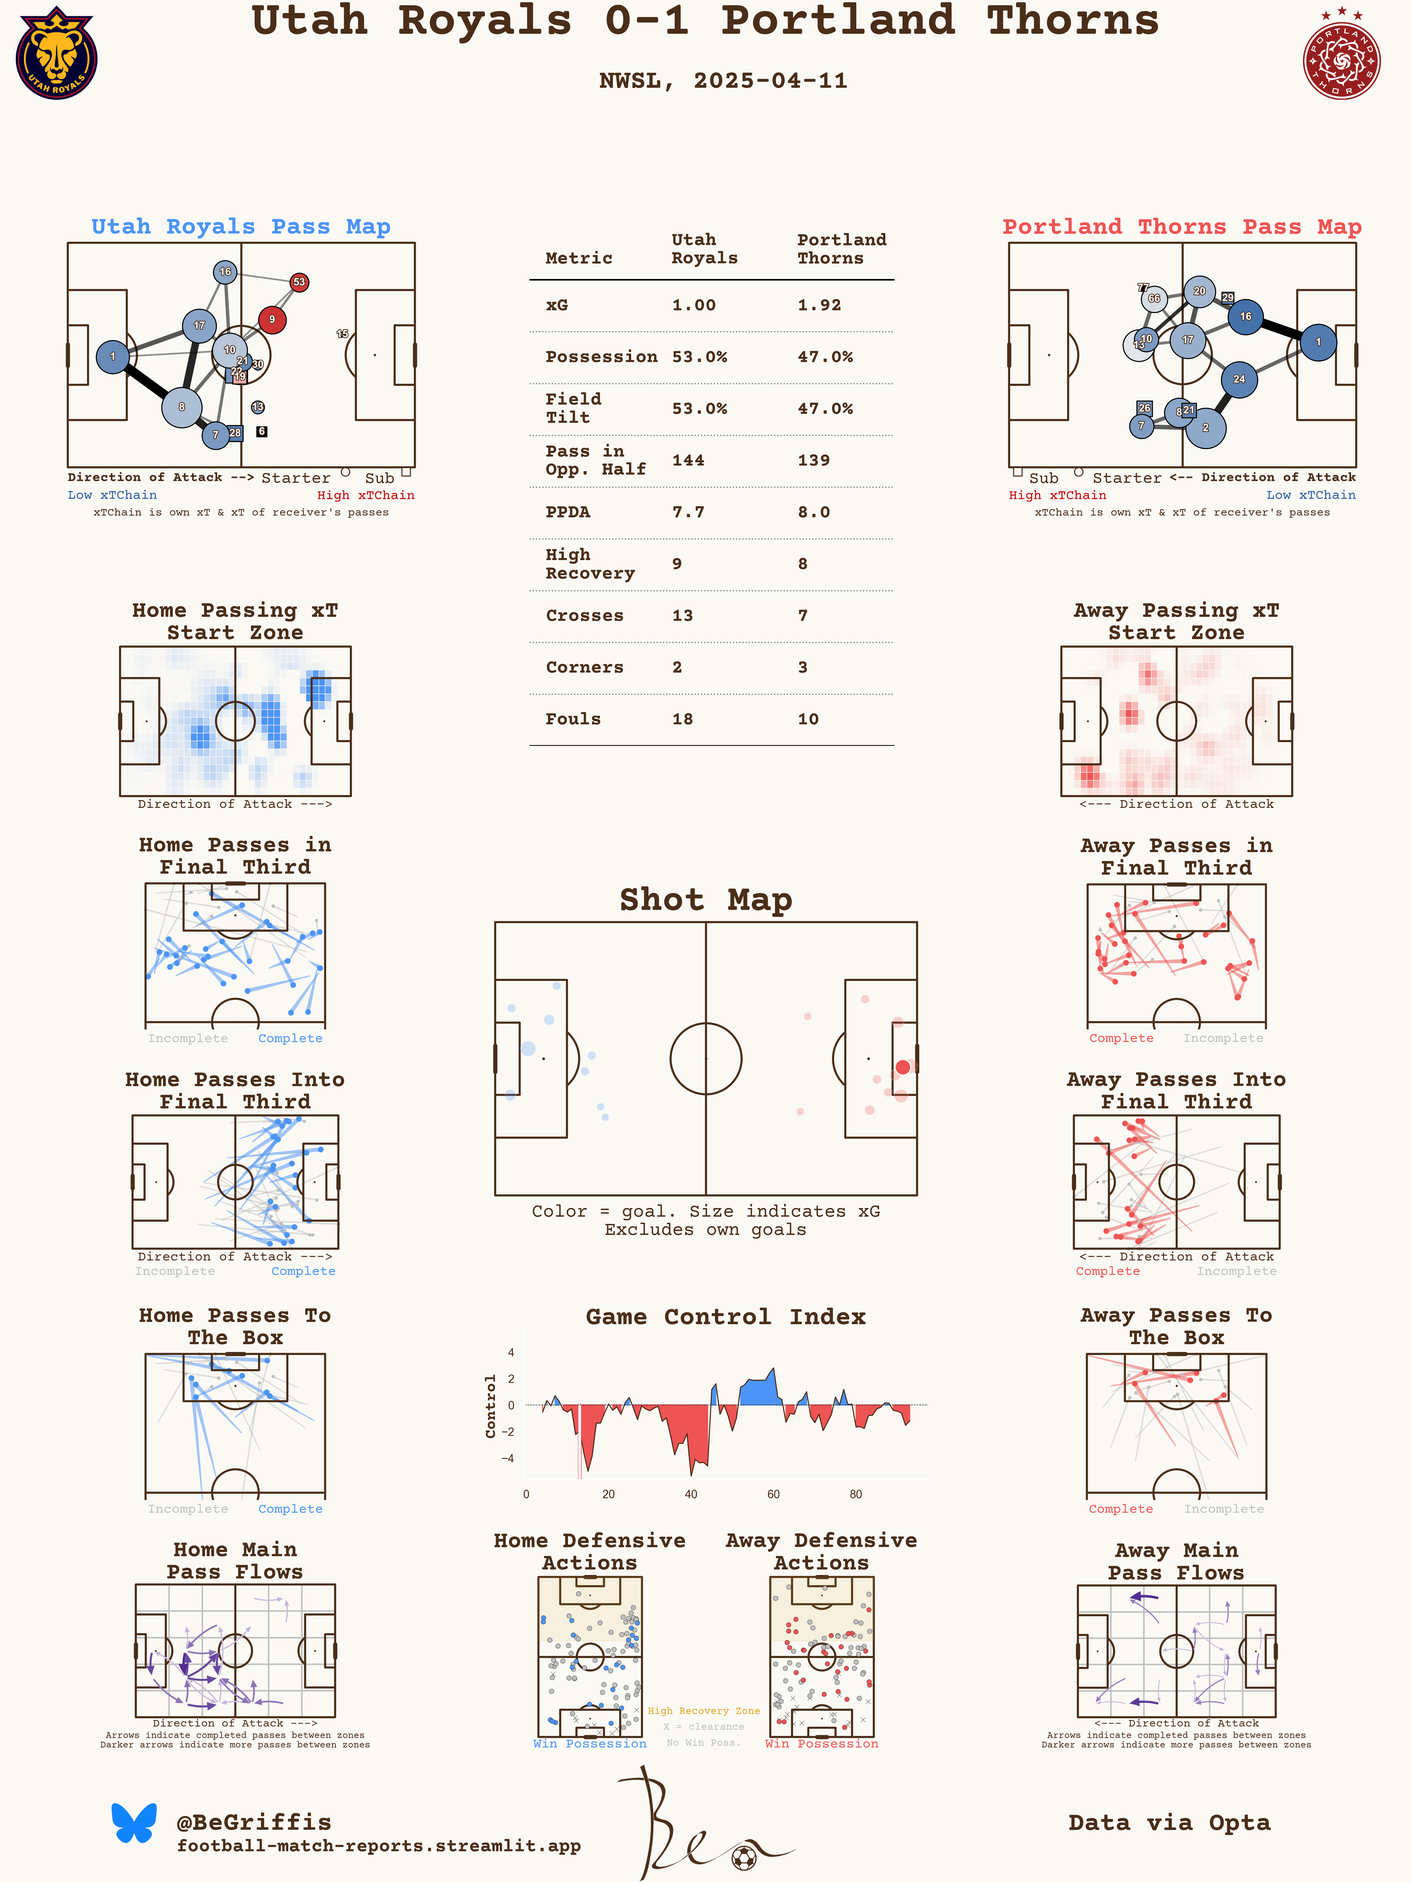 Utah Royals 0-1 Portland Thorns
NWSL, 2025-04-11
UTAH ROYALS
PORTLAND
THORNS
Utah Royals Pass Map
16
53
17
9
10
15
1
21
30
22
19
8
13
7
28
6
Direction of Attack --> Starter Sub
Low xTChain High xTChain
xTChain is own xT & xT of receiver's passes
Metric Utah Royals Portland Thorns
xG 1.00 1.92
Possession 53.0% 47.0%
Field Tilt 53.0% 47.0%
Pass in Opp. Half 144 139
PPDA 7.7 8.0
High Recovery 9 8
Crosses 13 7
Corners 2 3
Fouls 18 10
Portland Thorns Pass Map
77
66
20
29
16
13
10
17
1
24
26
8
21
7
2
Sub Starter <-- Direction of Attack
High xTChain Low xTChain
xTChain is own xT & xT of receiver's passes
Home Passing xT
Start Zone
Direction of Attack --->
Away Passing xT
Start Zone
<--- Direction of Attack
Home Passes in
Final Third
Incomplete Complete
Shot Map
Color = goal. Size indicates xG
Excludes own goals
Away Passes in
Final Third
Complete Incomplete
Home Passes Into
Final Third
Direction of Attack --->
Incomplete Complete
Away Passes Into
Final Third
<--- Direction of Attack
Complete Incomplete
Home Passes To
The Box
Incomplete Complete
Game Control Index
Control
4
2
0
−2
−4
0 20 40 60 80
Away Passes To
The Box
Complete Incomplete
Home Main
Pass Flows
Direction of Attack --->
Arrows indicate completed passes between zones
Darker arrows indicate more passes between zones
Home Defensive
Actions
Win Possession
High Recovery Zone
X = clearance
No Win Poss.
Away Defensive
Actions
Win Possession
Away Main
Pass Flows
<--- Direction of Attack
Arrows indicate completed passes between zones
Darker arrows indicate more passes between zones
@BeGriffis
football-match-reports.streamlit.app
Ben
Data via Opta